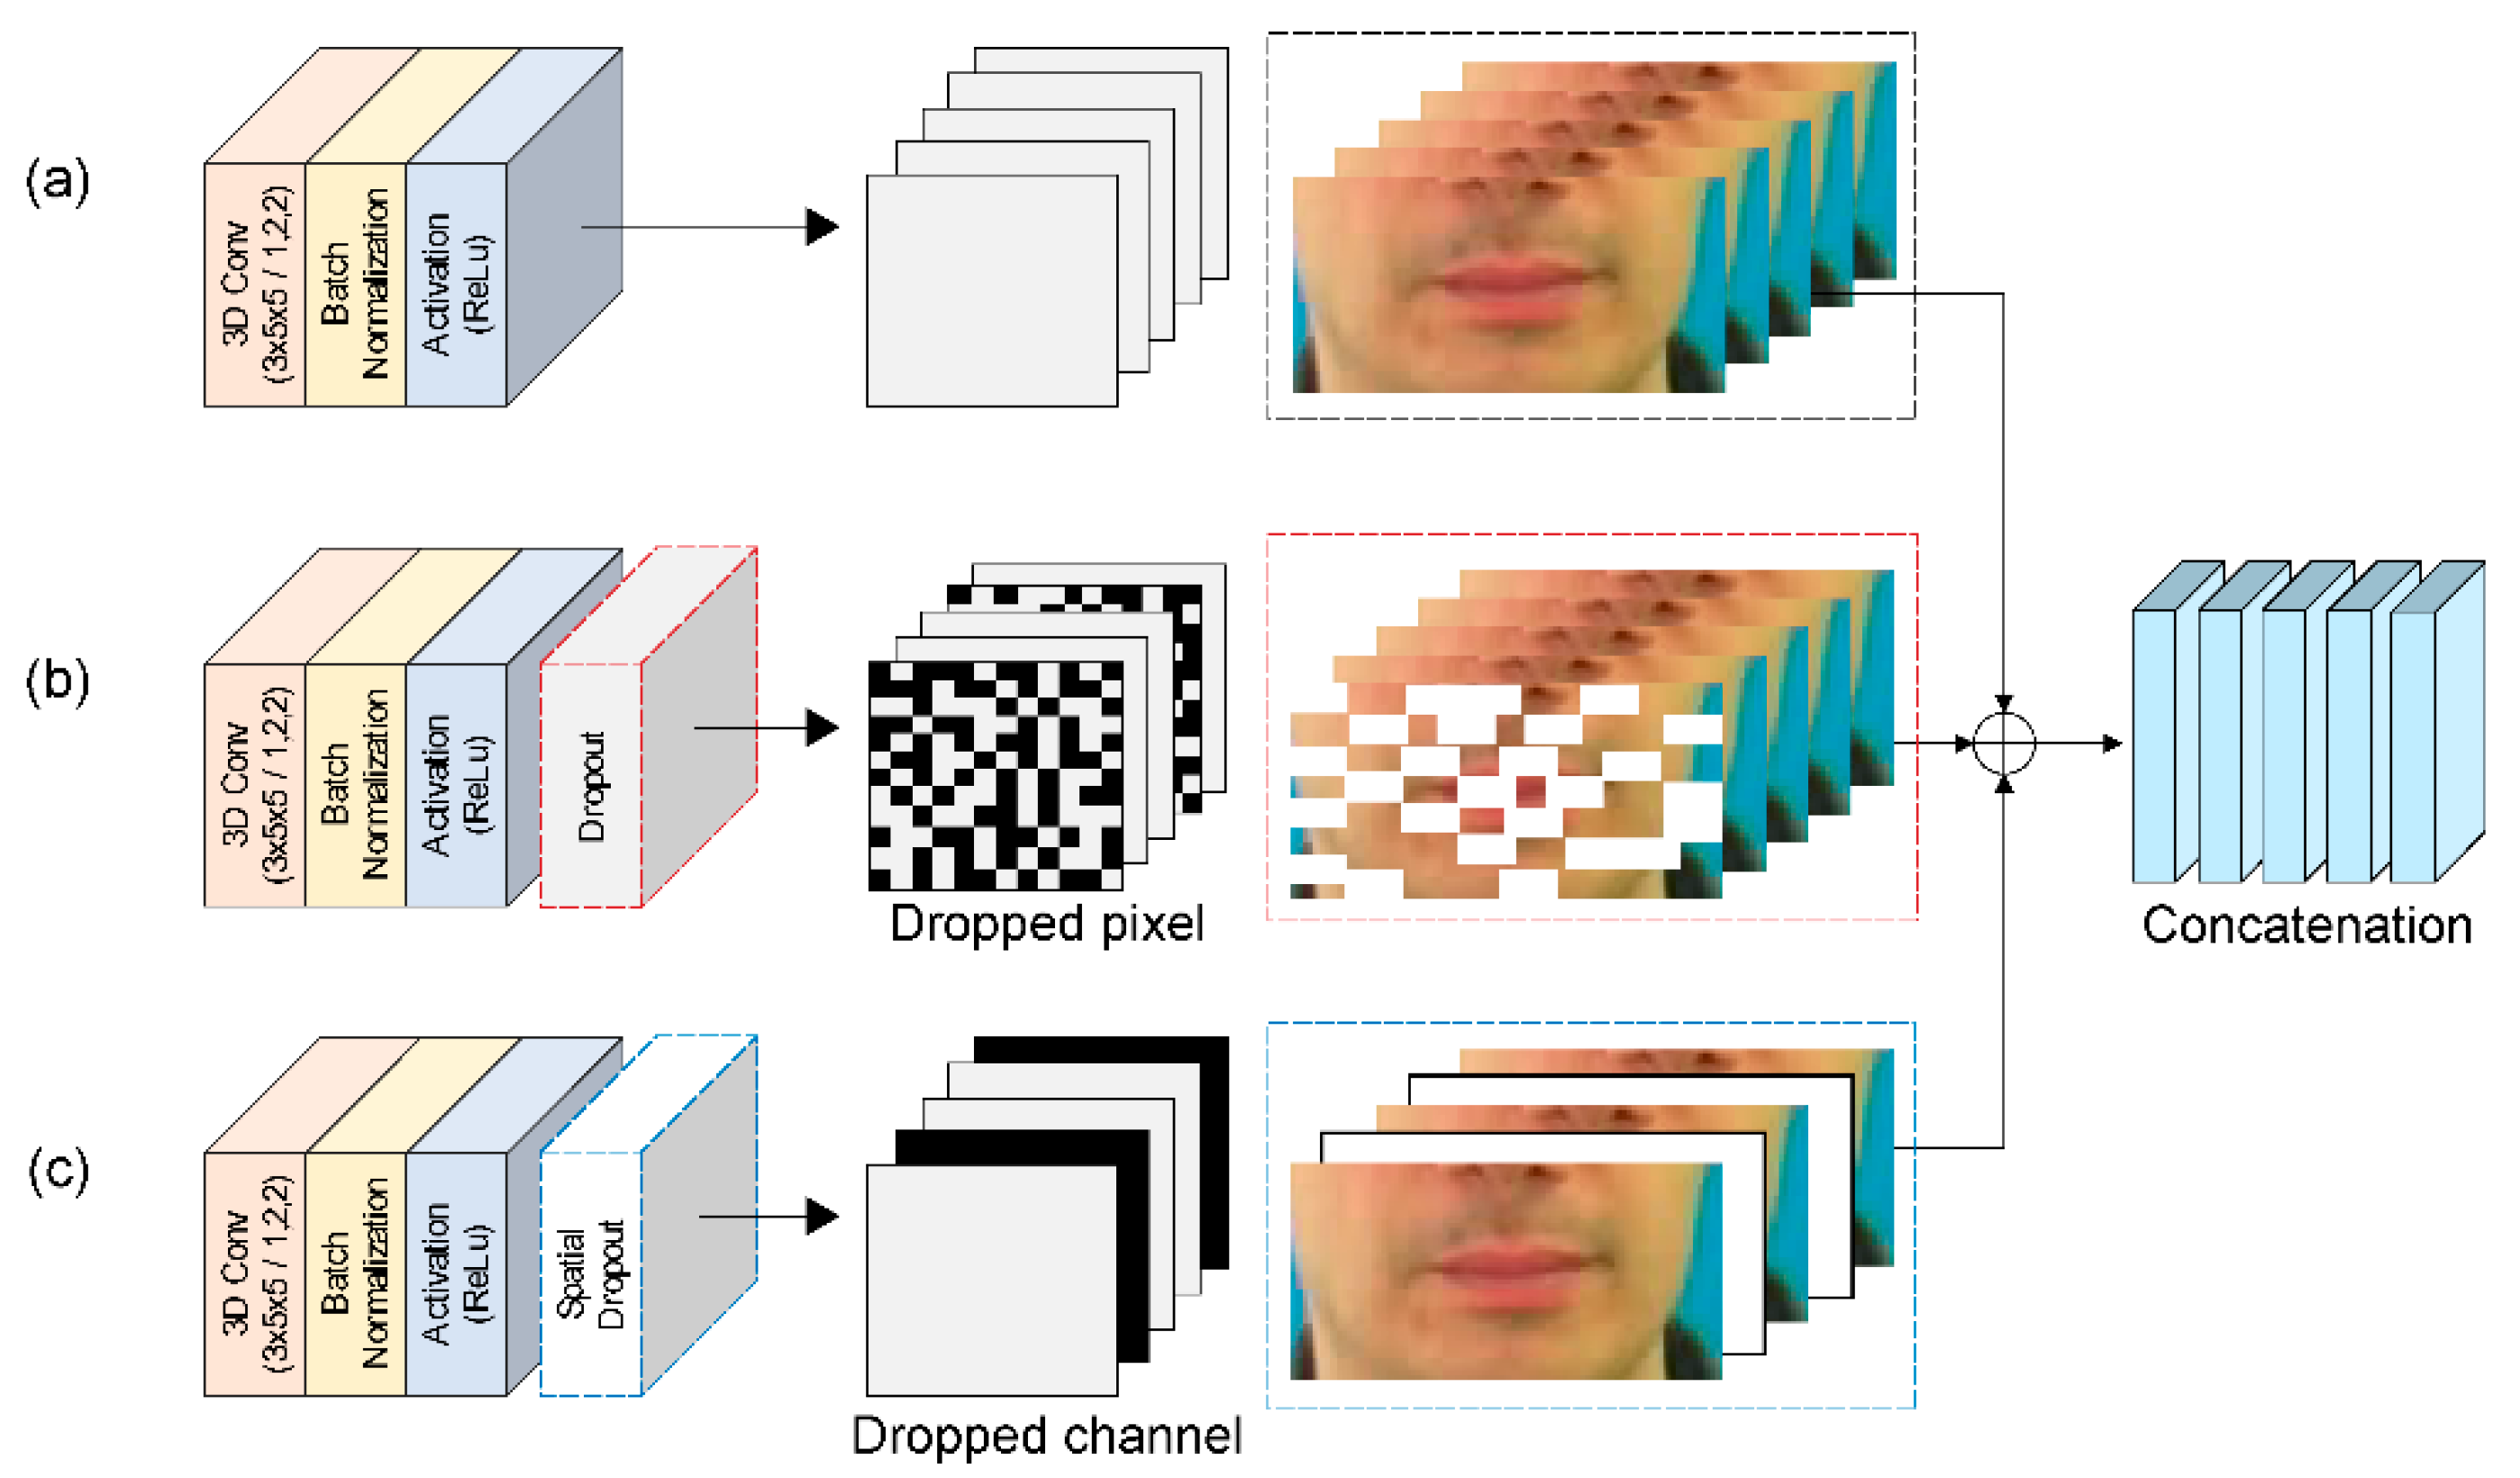 (a)
3D Conv
(3x5x5 / 1,2,2)
Batch
Normalization
Activation
(ReLu)
(b)
3D Conv
(3x5x5 / 1,2,2)
Batch
Normalization
Activation
(ReLu)
Dropout
Dropped pixel
Concatenation
(c)
3D Conv
(3x5x5 / 1,2,2)
Batch
Normalization
Activation
(ReLu)
Spatial
Dropout
Dropped channel